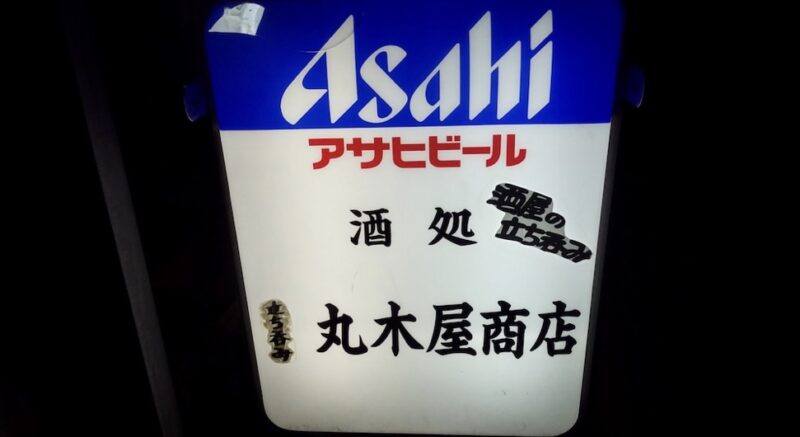 Asahi
アサヒビール
酒処
酒屋の
立ち呑み
立ち呑み
丸木屋商店